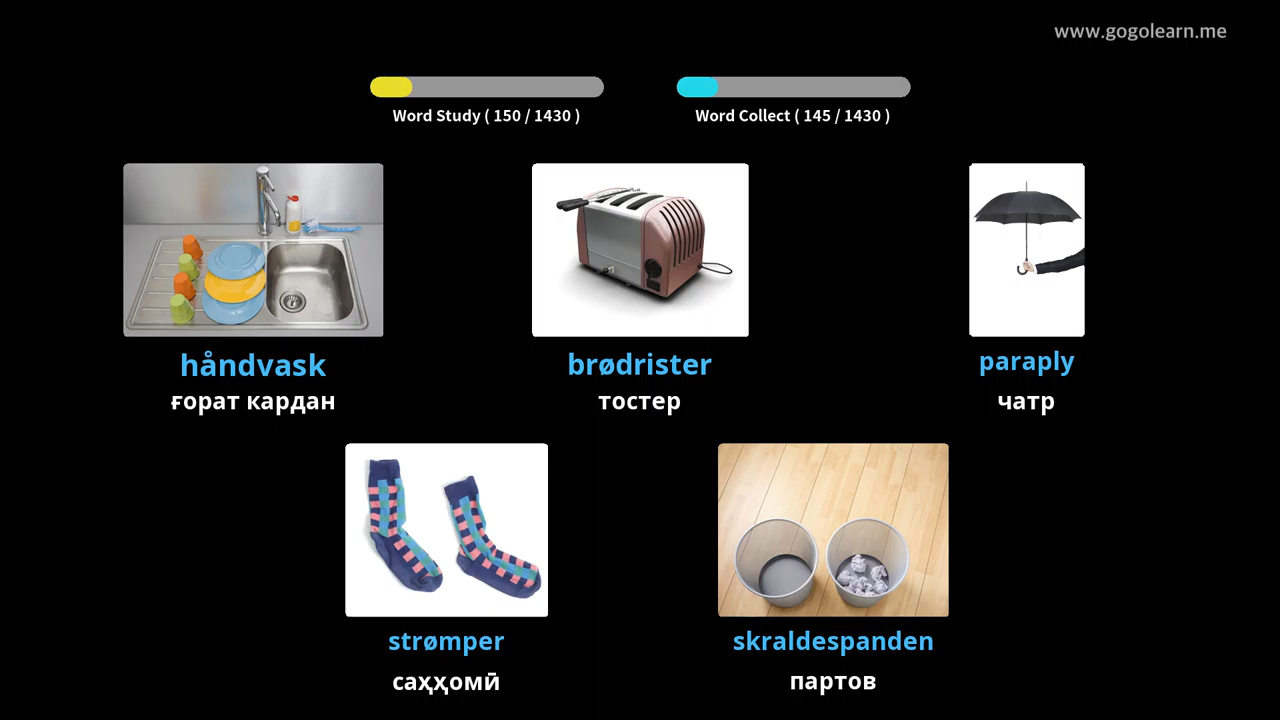 www.gogolearn.me
Word Study ( 150 / 1430 )
Word Collect ( 145 / 1430 )
håndvask
brødrister
paraply
ғорат кардан
тостер
чатр
strømper
skraldespanden
саҳҳомӣ
партов